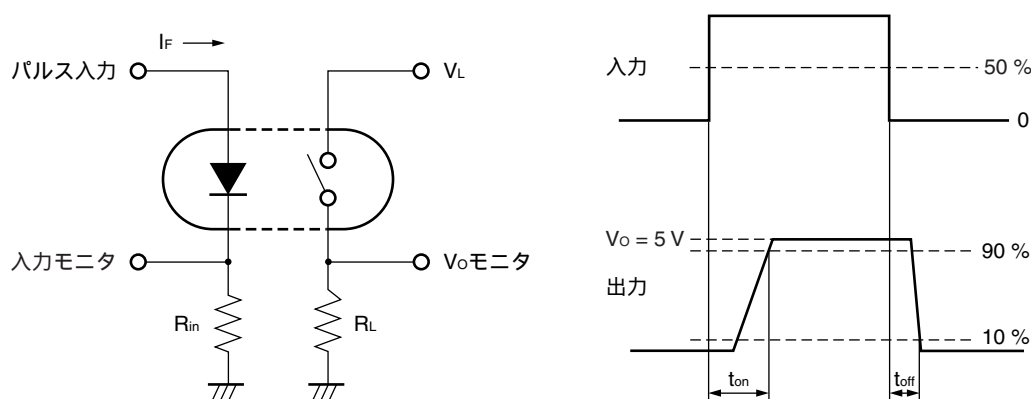 IF
パルス入力
VL
入力モニタ
VOモニタ
Rin
RL
入力
50 %
0
VO = 5 V
90 %
出力
10 %
ton
toff